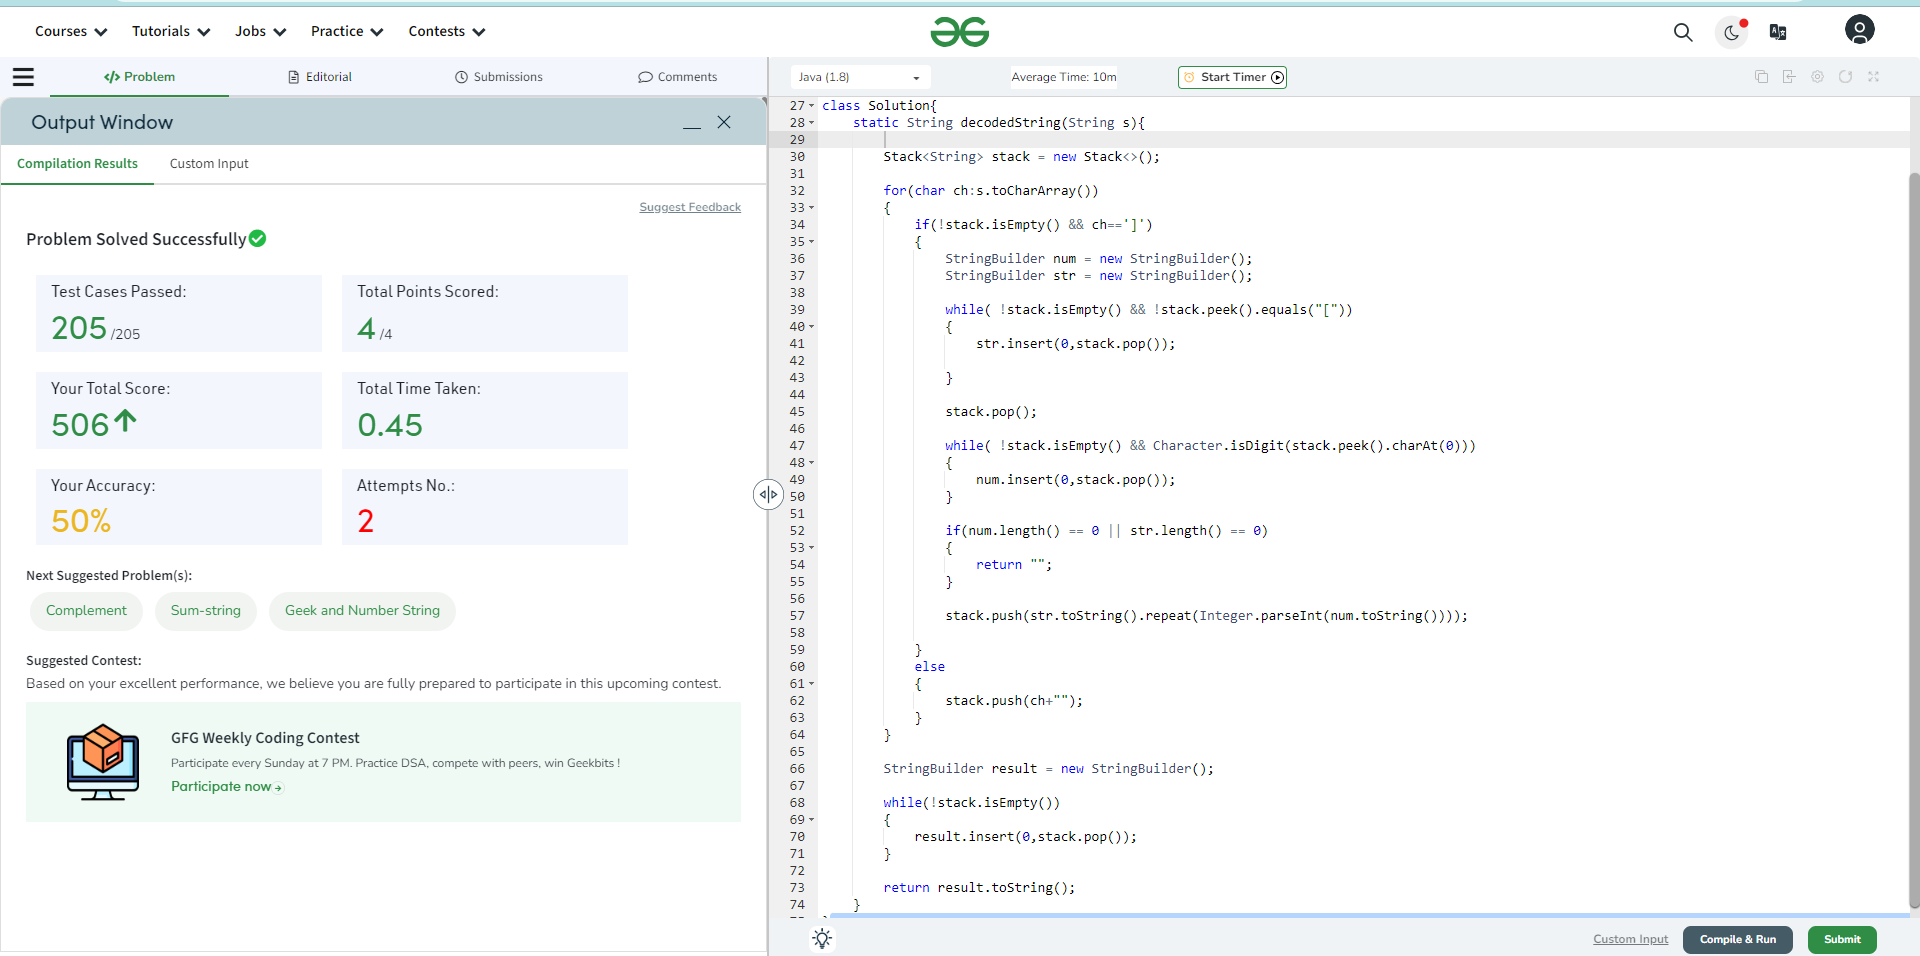 Courses Tutorials Jobs Practice Contests
</> Problem Editorial Submissions Comments
Output Window
Compilation Results Custom Input
Suggest Feedback
Problem Solved Successfully
Test Cases Passed:
205 /205
Total Points Scored:
4 /4
Your Total Score:
506
Total Time Taken:
0.45
Your Accuracy:
50%
Attempts No.:
2
Next Suggested Problem(s):
Complement Sum-string Geek and Number String
Suggested Contest:
Based on your excellent performance, we believe you are fully prepared to participate in this upcoming contest.
GFG Weekly Coding Contest
Participate every Sunday at 7 PM. Practice DSA, compete with peers, win Geekbits !
Participate now
Java (1.8) Average Time: 10m Start Timer
27 class Solution{
28 static String decodedString(String s){
29
30 Stack<String> stack = new Stack<>();
31
32 for(char ch:s.toCharArray())
33 {
34 if(!stack.isEmpty() && ch==']')
35 {
36 StringBuilder num = new StringBuilder();
37 StringBuilder str = new StringBuilder();
38
39 while( !stack.isEmpty() && !stack.peek().equals("["))
40 {
41 str.insert(0,stack.pop());
42
43 }
44
45 stack.pop();
46
47 while( !stack.isEmpty() && Character.isDigit(stack.peek().charAt(0)))
48 {
49 num.insert(0,stack.pop());
50 }
51
52 if(num.length() == 0 || str.length() == 0)
53 {
54 return "";
55 }
56
57 stack.push(str.toString().repeat(Integer.parseInt(num.toString())));
58
59 }
60 else
61 {
62 stack.push(ch+"");
63 }
64 }
65
66 StringBuilder result = new StringBuilder();
67
68 while(!stack.isEmpty())
69 {
70 result.insert(0,stack.pop());
71 }
72
73 return result.toString();
74 }
Custom Input Compile & Run Submit